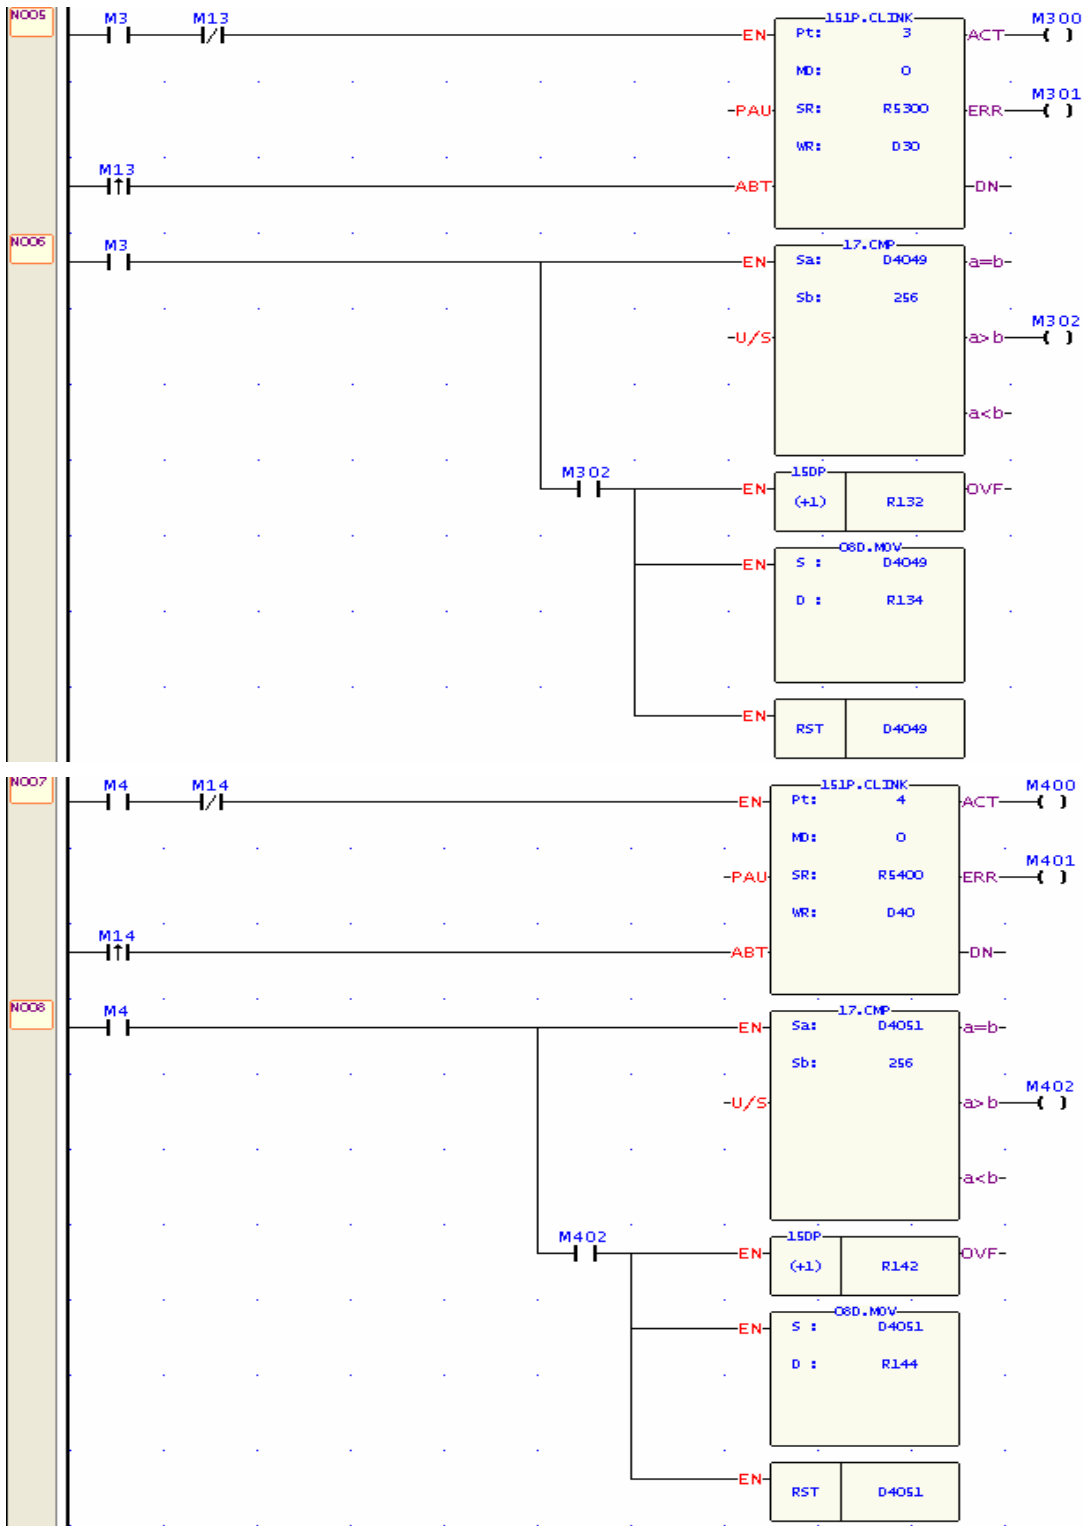 N005 M3 M13 151P.CLINK M300
EN Pt: 3 ACT ( )
MD: 0
M301
PAU SR: R5300 ERR ( )
WR: D30
M13
ABT DN
N006 M3 17.CMP
EN Sa: D4049 a=b
Sb: 256
M302
U/S a>b ( )
a<b
M302 15DP
EN (+1) R132 OVF
08D.MOV
EN S : D4049
D : R134
EN RST D4049
N007 M4 M14 151P.CLINK M400
EN Pt: 4 ACT ( )
MD: 0
M401
PAU SR: R5400 ERR ( )
WR: D40
M14
ABT DN
N008 M4 17.CMP
EN Sa: D4051 a=b
Sb: 256
M402
U/S a>b ( )
a<b
M402 15DP
EN (+1) R142 OVF
08D.MOV
EN S : D4051
D : R144
EN RST D4051